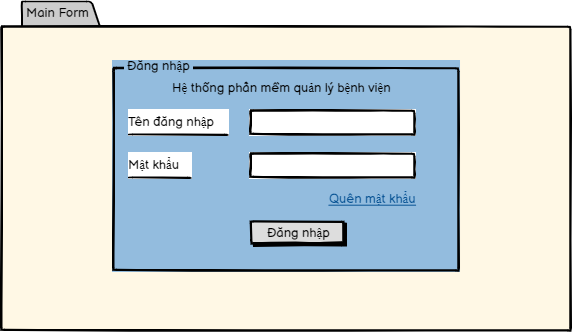 Main Form
Đăng nhập
Hệ thống phần mềm quản lý bệnh viện
Tên đăng nhập
Mật khẩu
Quên mật khẩu
Đăng nhập